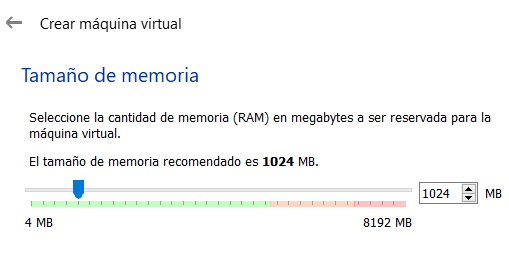 Crear máquina virtual
Tamaño de memoria
Seleccione la cantidad de memoria (RAM) en megabytes a ser reservada para la
máquina virtual.
El tamaño de memoria recomendado es 1024 MB.
1024 MB
4 MB 8192 MB